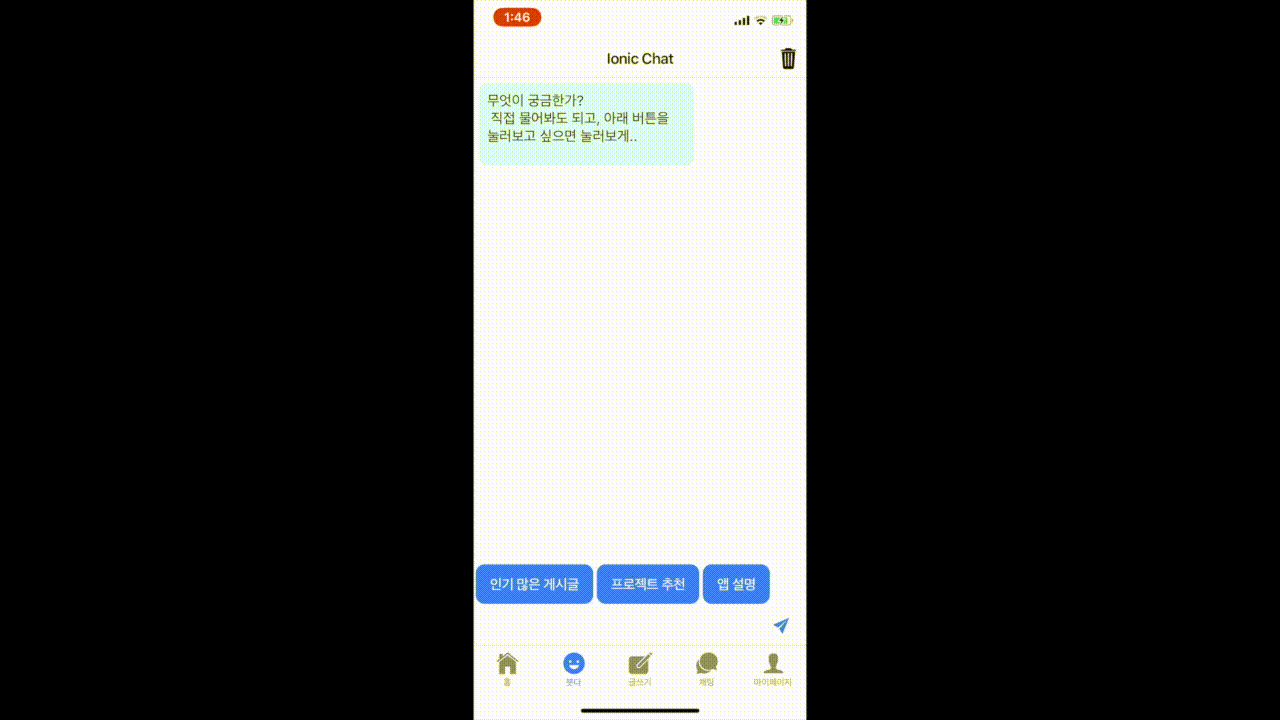 1:46
Ionic Chat
무엇이 궁금한가?
직접 물어봐도 되고, 아래 버튼을
눌러보고 싶으면 눌러보게..
인기 많은 게시글
프로젝트 추천
앱 설명
홈
붓다
글쓰기
채팅
마이페이지